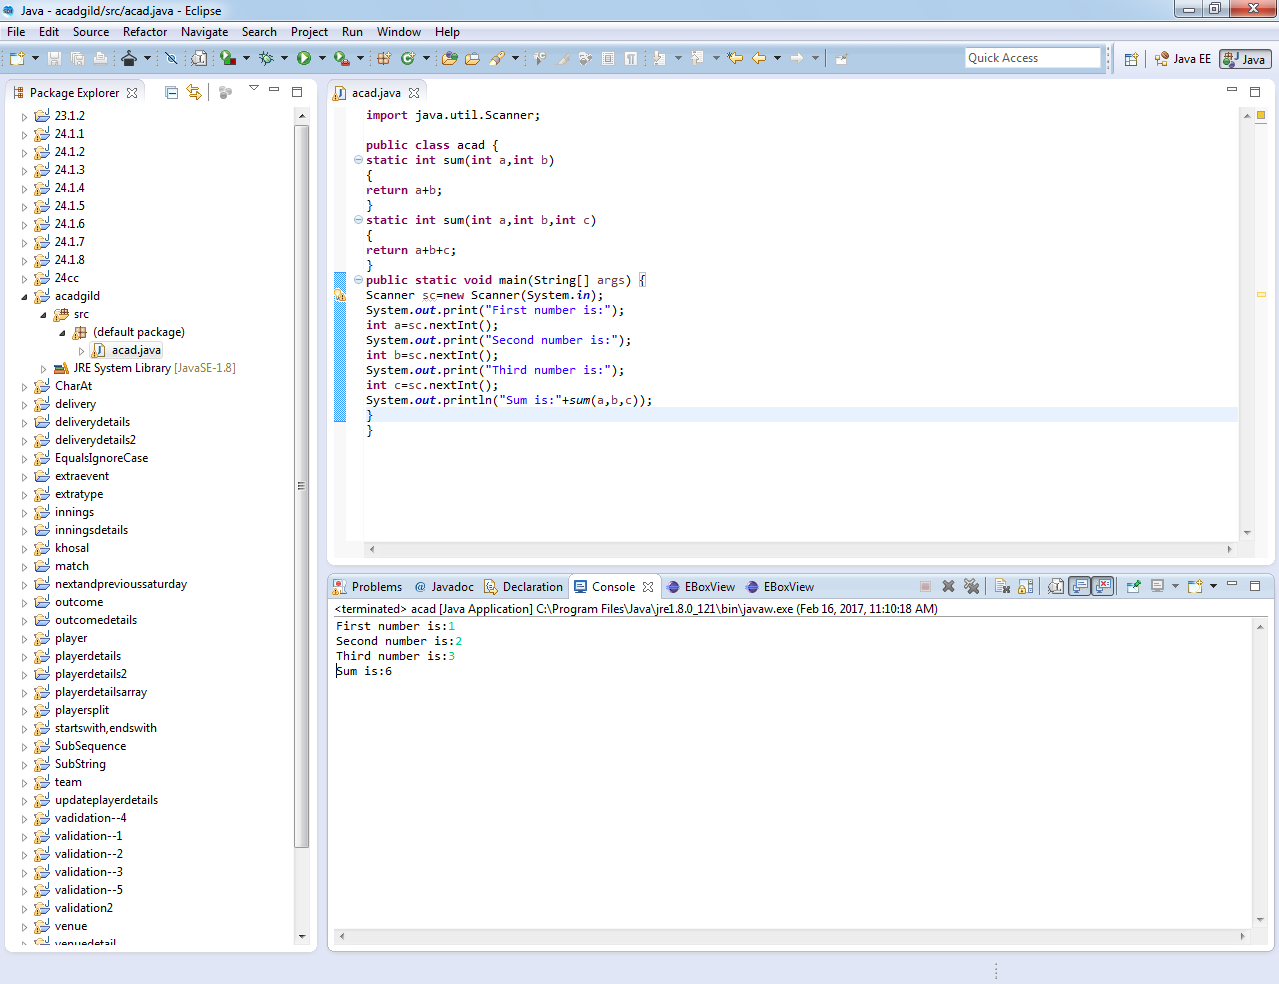 Java - acadgild/src/acad.java - Eclipse
File Edit Source Refactor Navigate Search Project Run Window Help
Quick Access
Java EE
Java
Package Explorer
23.1.2
24.1.1
24.1.2
24.1.3
24.1.4
24.1.5
24.1.6
24.1.7
24.1.8
24cc
acadgild
src
(default package)
acad.java
JRE System Library [JavaSE-1.8]
CharAt
delivery
deliverydetails
deliverydetails2
EqualsIgnoreCase
extraevent
extratype
innings
inningsdetails
khosal
match
nextandprevioussaturday
outcome
outcomedetails
player
playerdetails
playerdetails2
playerdetailsarray
playersplit
startswith,endswith
SubSequence
SubString
team
updateplayerdetails
vadidation--4
validation--1
validation--2
validation--3
validation--5
validation2
venue
venuedetail
acad.java
import java.util.Scanner;
public class acad {
static int sum(int a,int b)
{
return a+b;
}
static int sum(int a,int b,int c)
{
return a+b+c;
}
public static void main(String[] args) {
Scanner sc=new Scanner(System.in);
System.out.print("First number is:");
int a=sc.nextInt();
System.out.print("Second number is:");
int b=sc.nextInt();
System.out.print("Third number is:");
int c=sc.nextInt();
System.out.println("Sum is:"+sum(a,b,c));
}
}
Problems @ Javadoc Declaration Console EBoxView EBoxView
<terminated> acad [Java Application] C:\Program Files\Java\jre1.8.0_121\bin\javaw.exe (Feb 16, 2017, 11:10:18 AM)
First number is:1
Second number is:2
Third number is:3
Sum is:6